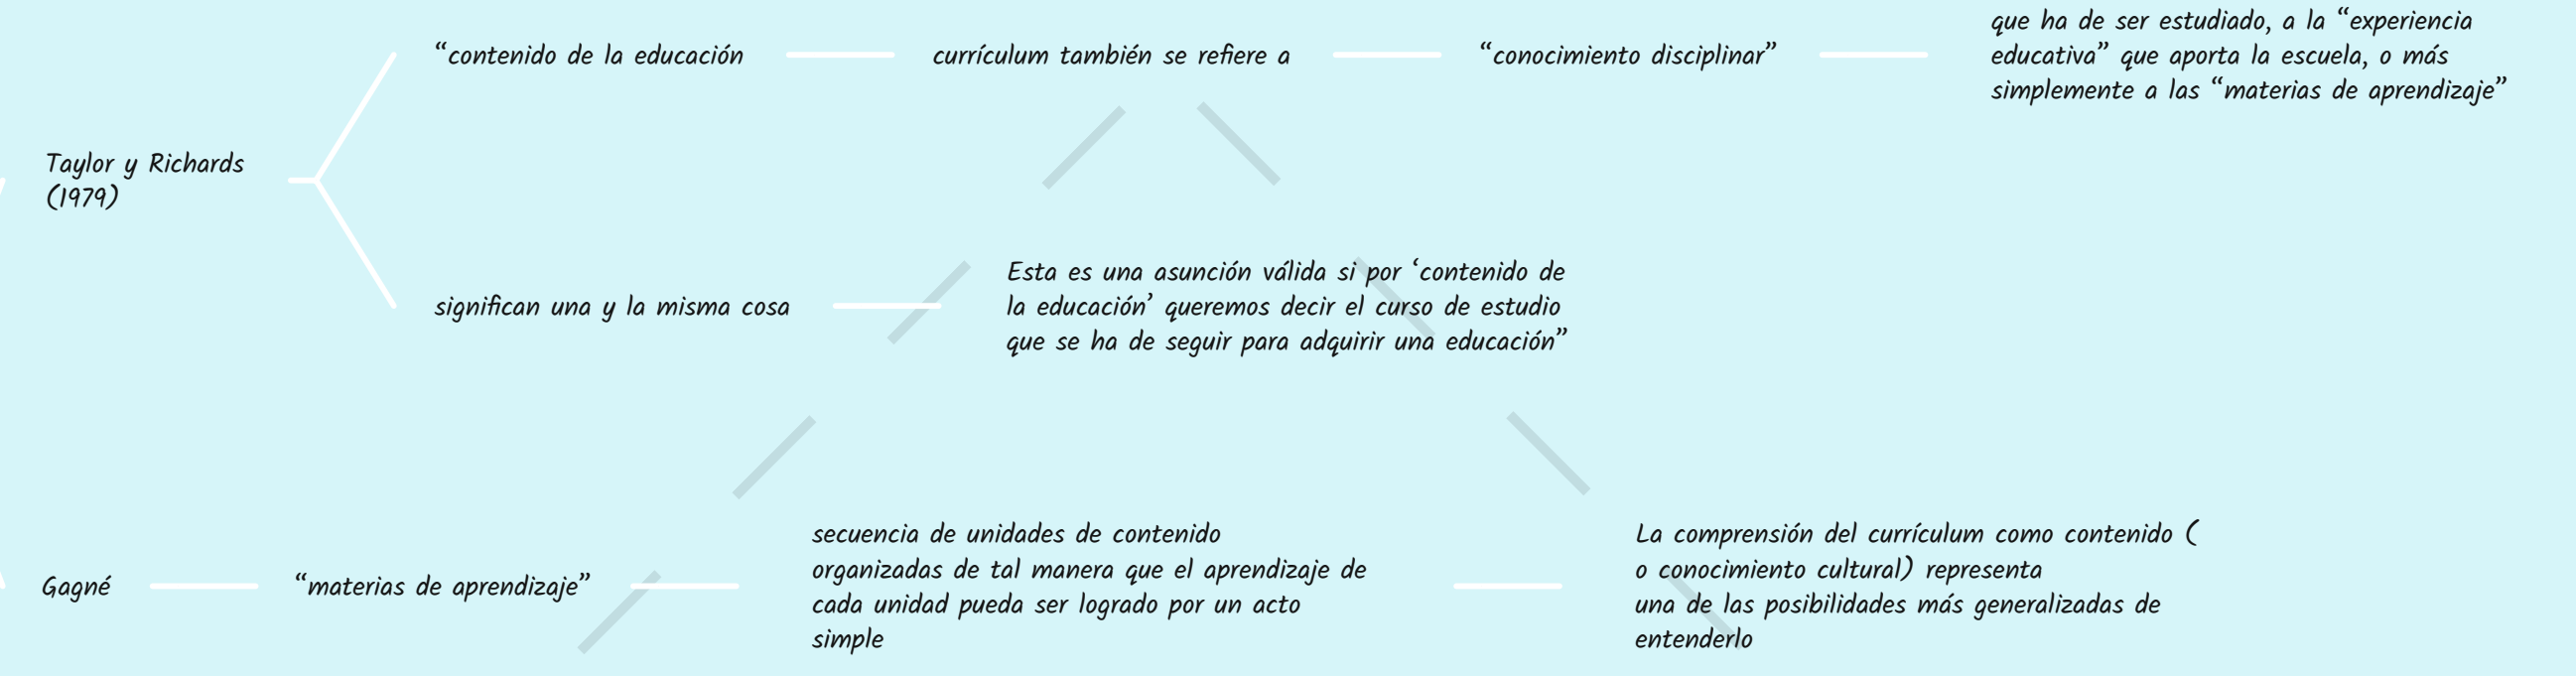 Taylor y Richards
(1979)
“contenido de la educación
currículum también se refiere a
“conocimiento disciplinar”
que ha de ser estudiado, a la “experiencia
educativa” que aporta la escuela, o más
simplemente a las “materias de aprendizaje”
significan una y la misma cosa
Esta es una asunción válida si por ‘contenido de
la educación’ queremos decir el curso de estudio
que se ha de seguir para adquirir una educación”
Gagné
“materias de aprendizaje”
secuencia de unidades de contenido
organizadas de tal manera que el aprendizaje de
cada unidad pueda ser logrado por un acto
simple
La comprensión del currículum como contenido (
o conocimiento cultural) representa
una de las posibilidades más generalizadas de
entenderlo